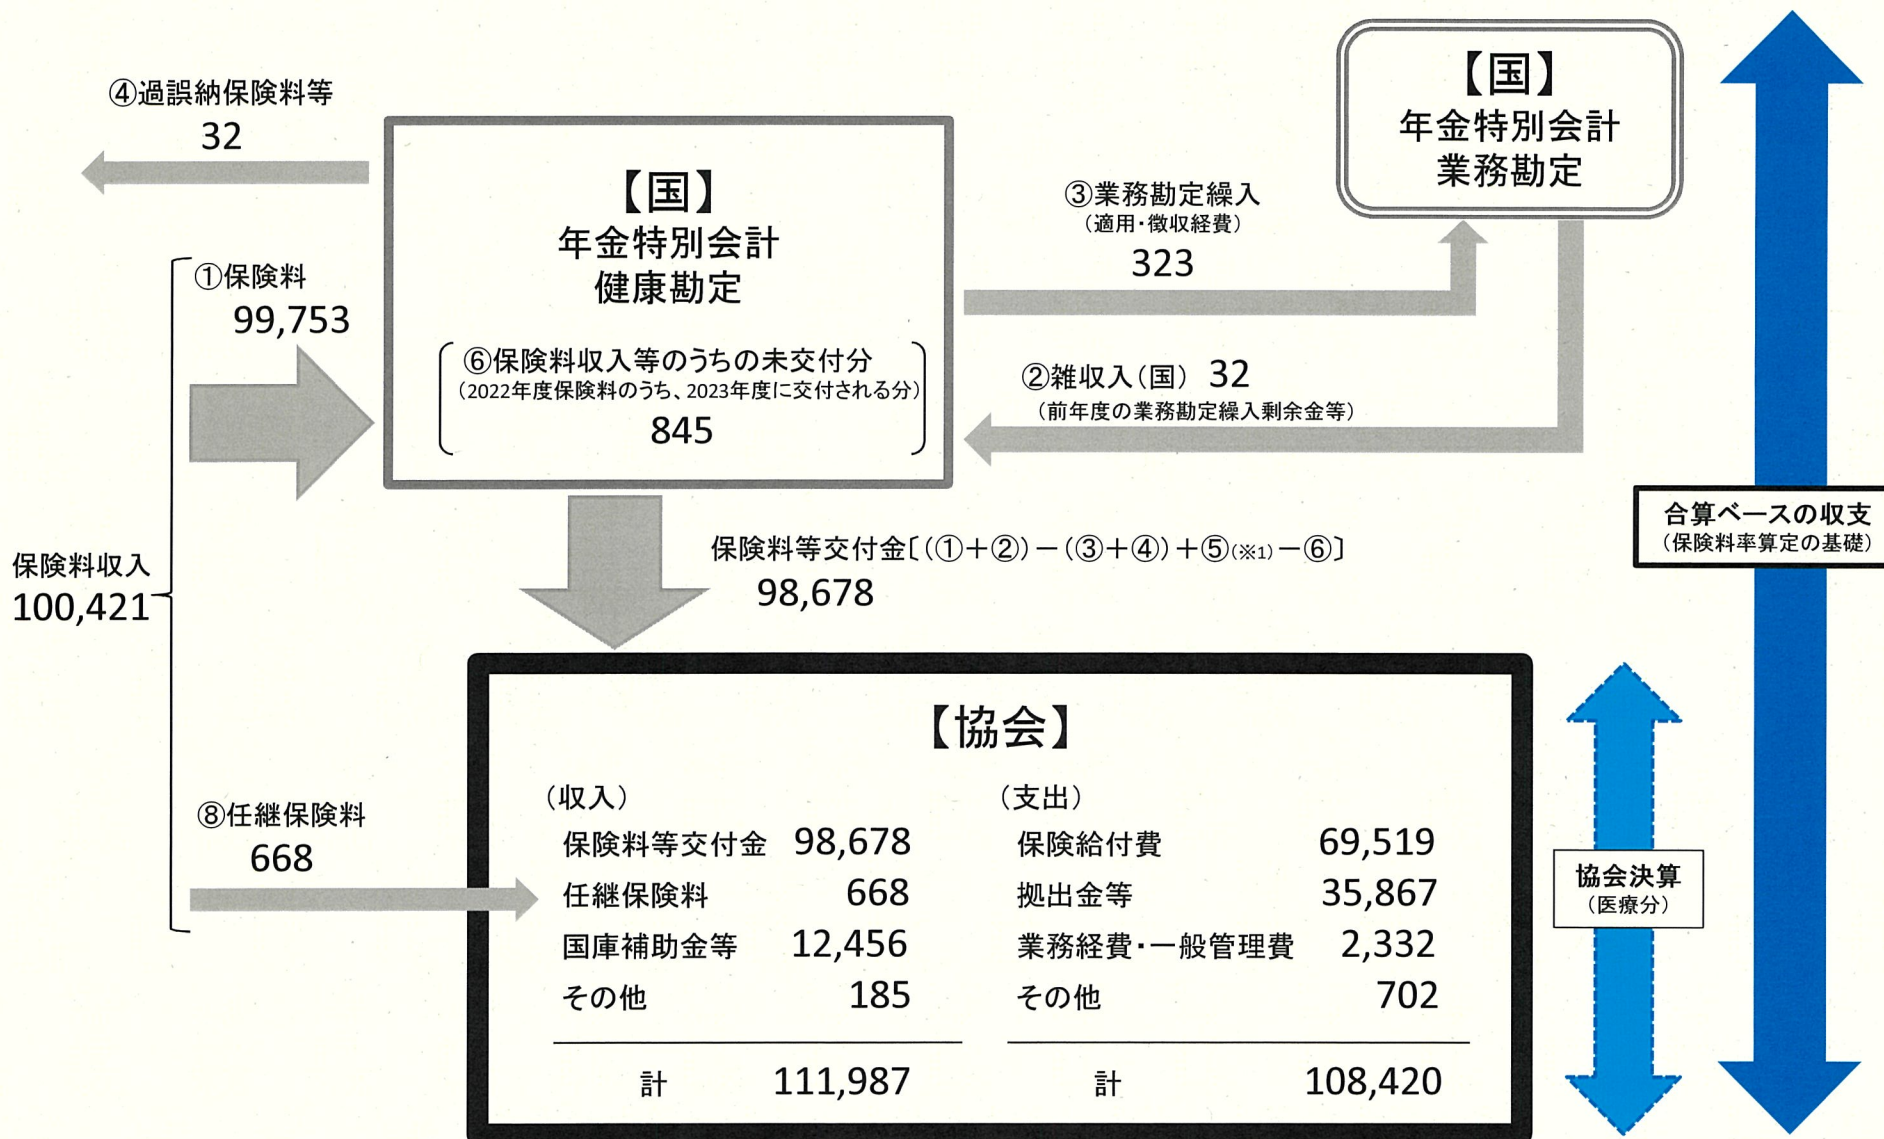 ④過誤納保険料等
32
【国】
年金特別会計
健康勘定
⑥保険料収入等のうちの未交付分
(2022年度保険料のうち、2023年度に交付される分)
845
【国】
年金特別会計
業務勘定
③業務勘定繰入
(適用・徴収経費)
323
②雑収入(国) 32
(前年度の業務勘定繰入剰余金等)
①保険料
99,753
保険料収入
100,421
⑧任継保険料
668
保険料等交付金〔(①+②)-(③+④)+⑤(※1)-⑥〕
98,678
合算ベースの収支
(保険料率算定の基礎)
【協会】
(収入)
保険料等交付金 98,678
任継保険料 668
国庫補助金等 12,456
その他 185
計 111,987
(支出)
保険給付費 69,519
拠出金等 35,867
業務経費・一般管理費 2,332
その他 702
計 108,420
協会決算
(医療分)